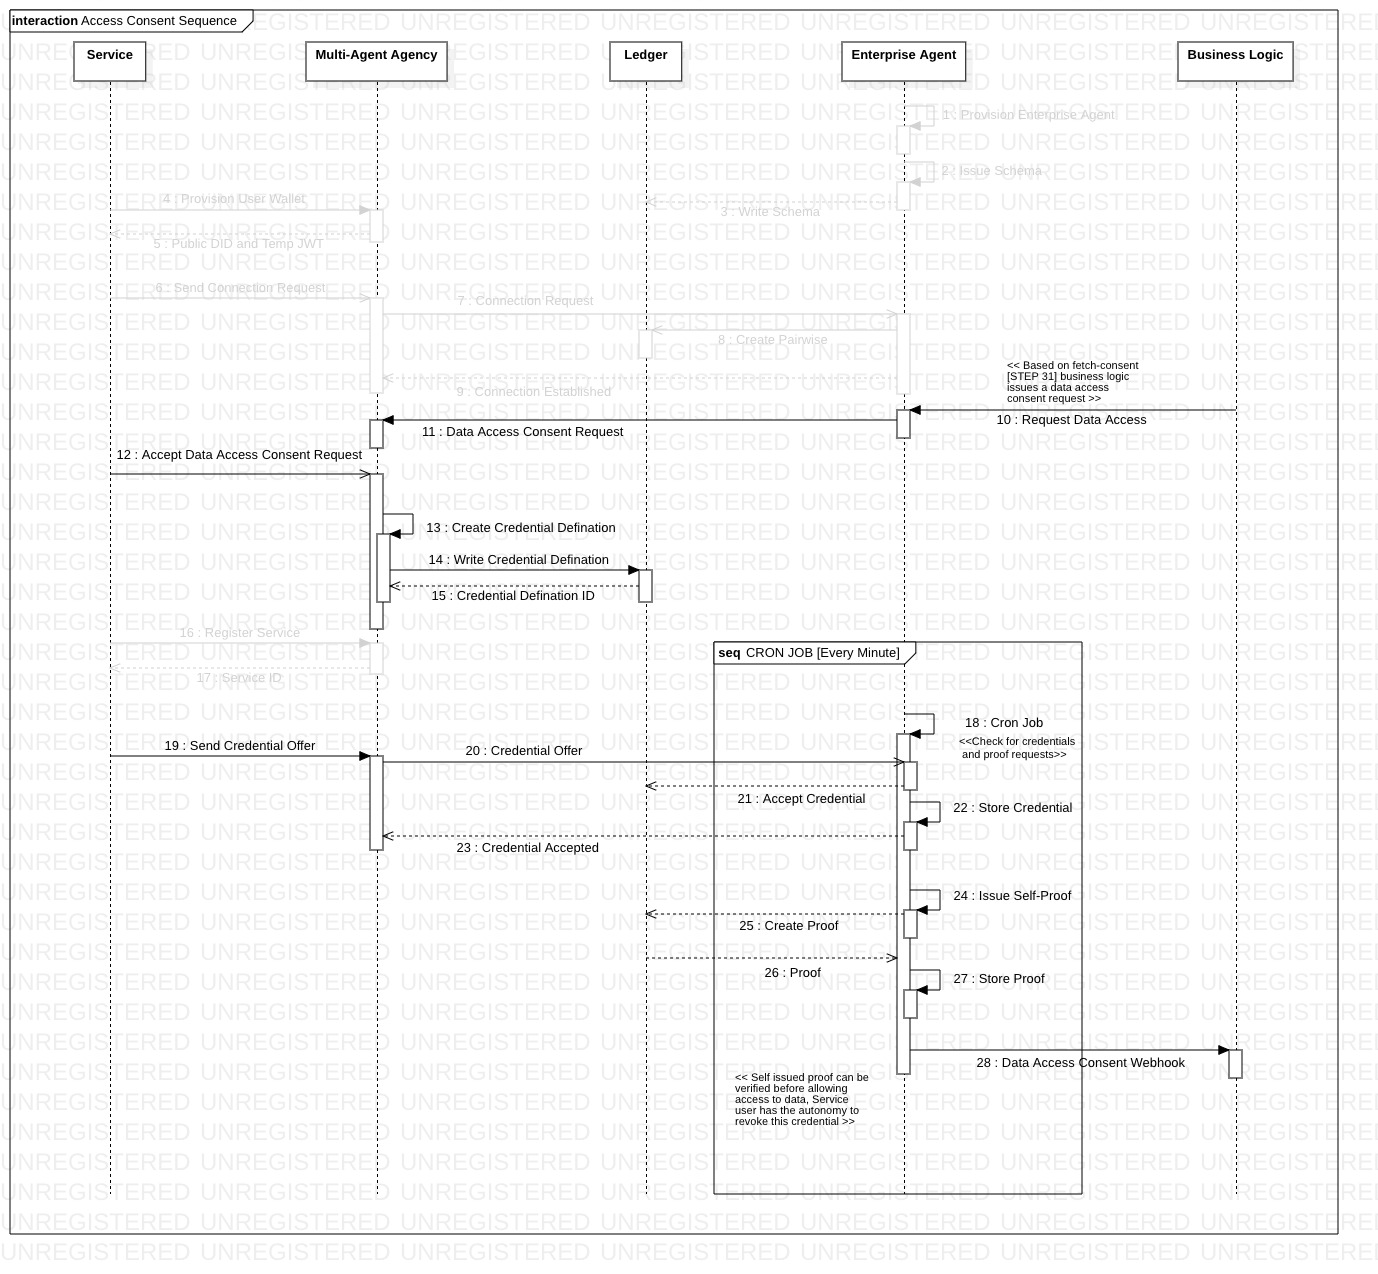 interaction Access Consent Sequence
Service
Multi-Agent Agency
Ledger
Enterprise Agent
Business Logic
1 : Provision Enterprise Agent
2 : Issue Schema
4 : Provision User Wallet
3 : Write Schema
5 : Public DID and Temp JWT
6 : Send Connection Request
7 : Connection Request
8 : Create Pairwise
<< Based on fetch-consent
[STEP 31] business logic
issues a data access
consent request >>
9 : Connection Established
10 : Request Data Access
11 : Data Access Consent Request
12 : Accept Data Access Consent Request
13 : Create Credential Defination
14 : Write Credential Defination
15 : Credential Defination ID
16 : Register Service
seq CRON JOB [Every Minute]
17 : Service ID
18 : Cron Job
<<Check for credentials
and proof requests>>
19 : Send Credential Offer
20 : Credential Offer
21 : Accept Credential
22 : Store Credential
23 : Credential Accepted
24 : Issue Self-Proof
25 : Create Proof
26 : Proof
27 : Store Proof
28 : Data Access Consent Webhook
<< Self issued proof can be
verified before allowing
access to data, Service
user has the autonomy to
revoke this credential >>
UNREGISTERED UNREGISTERED UNREGISTERED UNREGISTERED UNREGISTERED UNREGISTERED UNREGISTERED